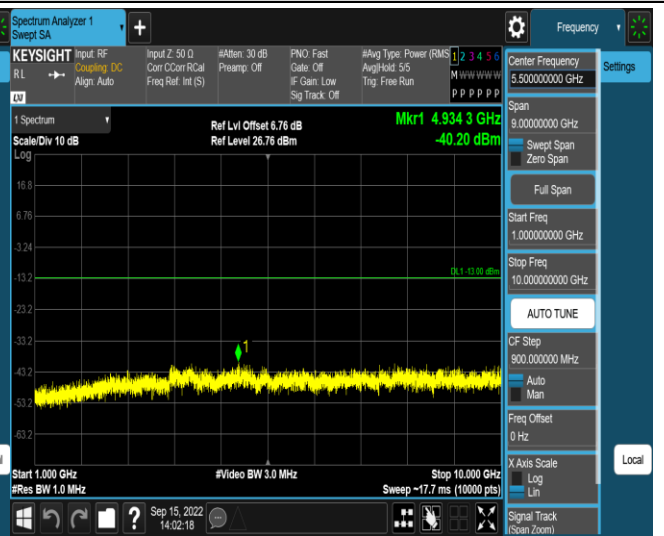 Spectrum Analyzer 1
Swept SA
+
Frequency
KEYSIGHT
RL
LXI
Input: RF
Coupling: DC
Align: Auto
Input Z: 50 Ω
Corr CCorr RCal
Freq Ref: Int (S)
#Atten: 30 dB
Preamp: Off
PNO: Fast
Gate: Off
IF Gain: Low
Sig Track: Off
#Avg Type: Power (RMS
Avg|Hold: 5/5
Trig: Free Run
1 2 3 4 5 6
M W W W W W
P P P P P P
1 Spectrum
Scale/Div 10 dB
Log
Ref Lvl Offset 6.76 dB
Ref Level 26.76 dBm
Mkr1 4.934 3 GHz
-40.20 dBm
16.8
6.76
-3.24
-13.2
-23.2
-33.2
-43.2
-53.2
-63.2
DL1 -13.00 dBm
1
Start 1.000 GHz
#Res BW 1.0 MHz
#Video BW 3.0 MHz
Stop 10.000 GHz
Sweep ~17.7 ms (10000 pts)
?
Sep 15, 2022
14:02:18
Center Frequency
5.500000000 GHz
Span
9.00000000 GHz
Swept Span
Zero Span
Full Span
Start Freq
1.000000000 GHz
Stop Freq
10.000000000 GHz
AUTO TUNE
CF Step
900.000000 MHz
Auto
Man
Freq Offset
0 Hz
X Axis Scale
Log
Lin
Signal Track
(Span Zoom)
Settings
Local